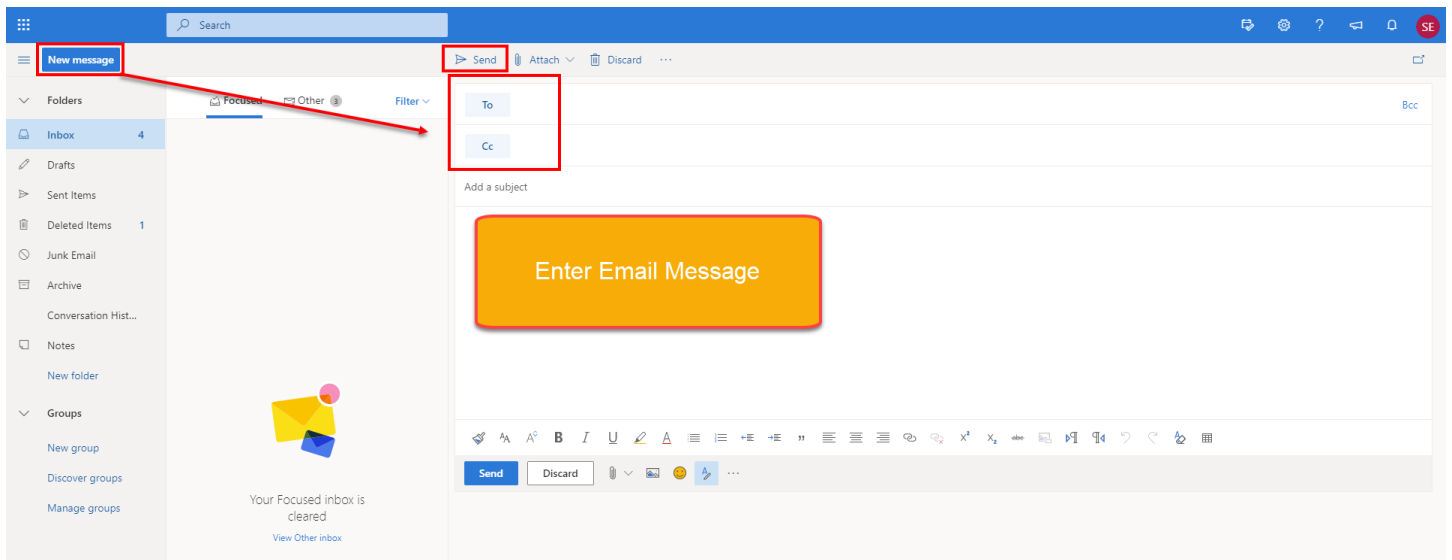 Search
SE
New message
Send Attach Discard ...
Folders
Focused Other 3 Filter
To
Bcc
Inbox 4
Cc
Drafts
Add a subject
Sent Items
Deleted Items 1
Junk Email
Enter Email Message
Archive
Conversation Hist...
Notes
New folder
Groups
New group
Send Discard ...
Discover groups
Your Focused inbox is
cleared
Manage groups
View Other inbox